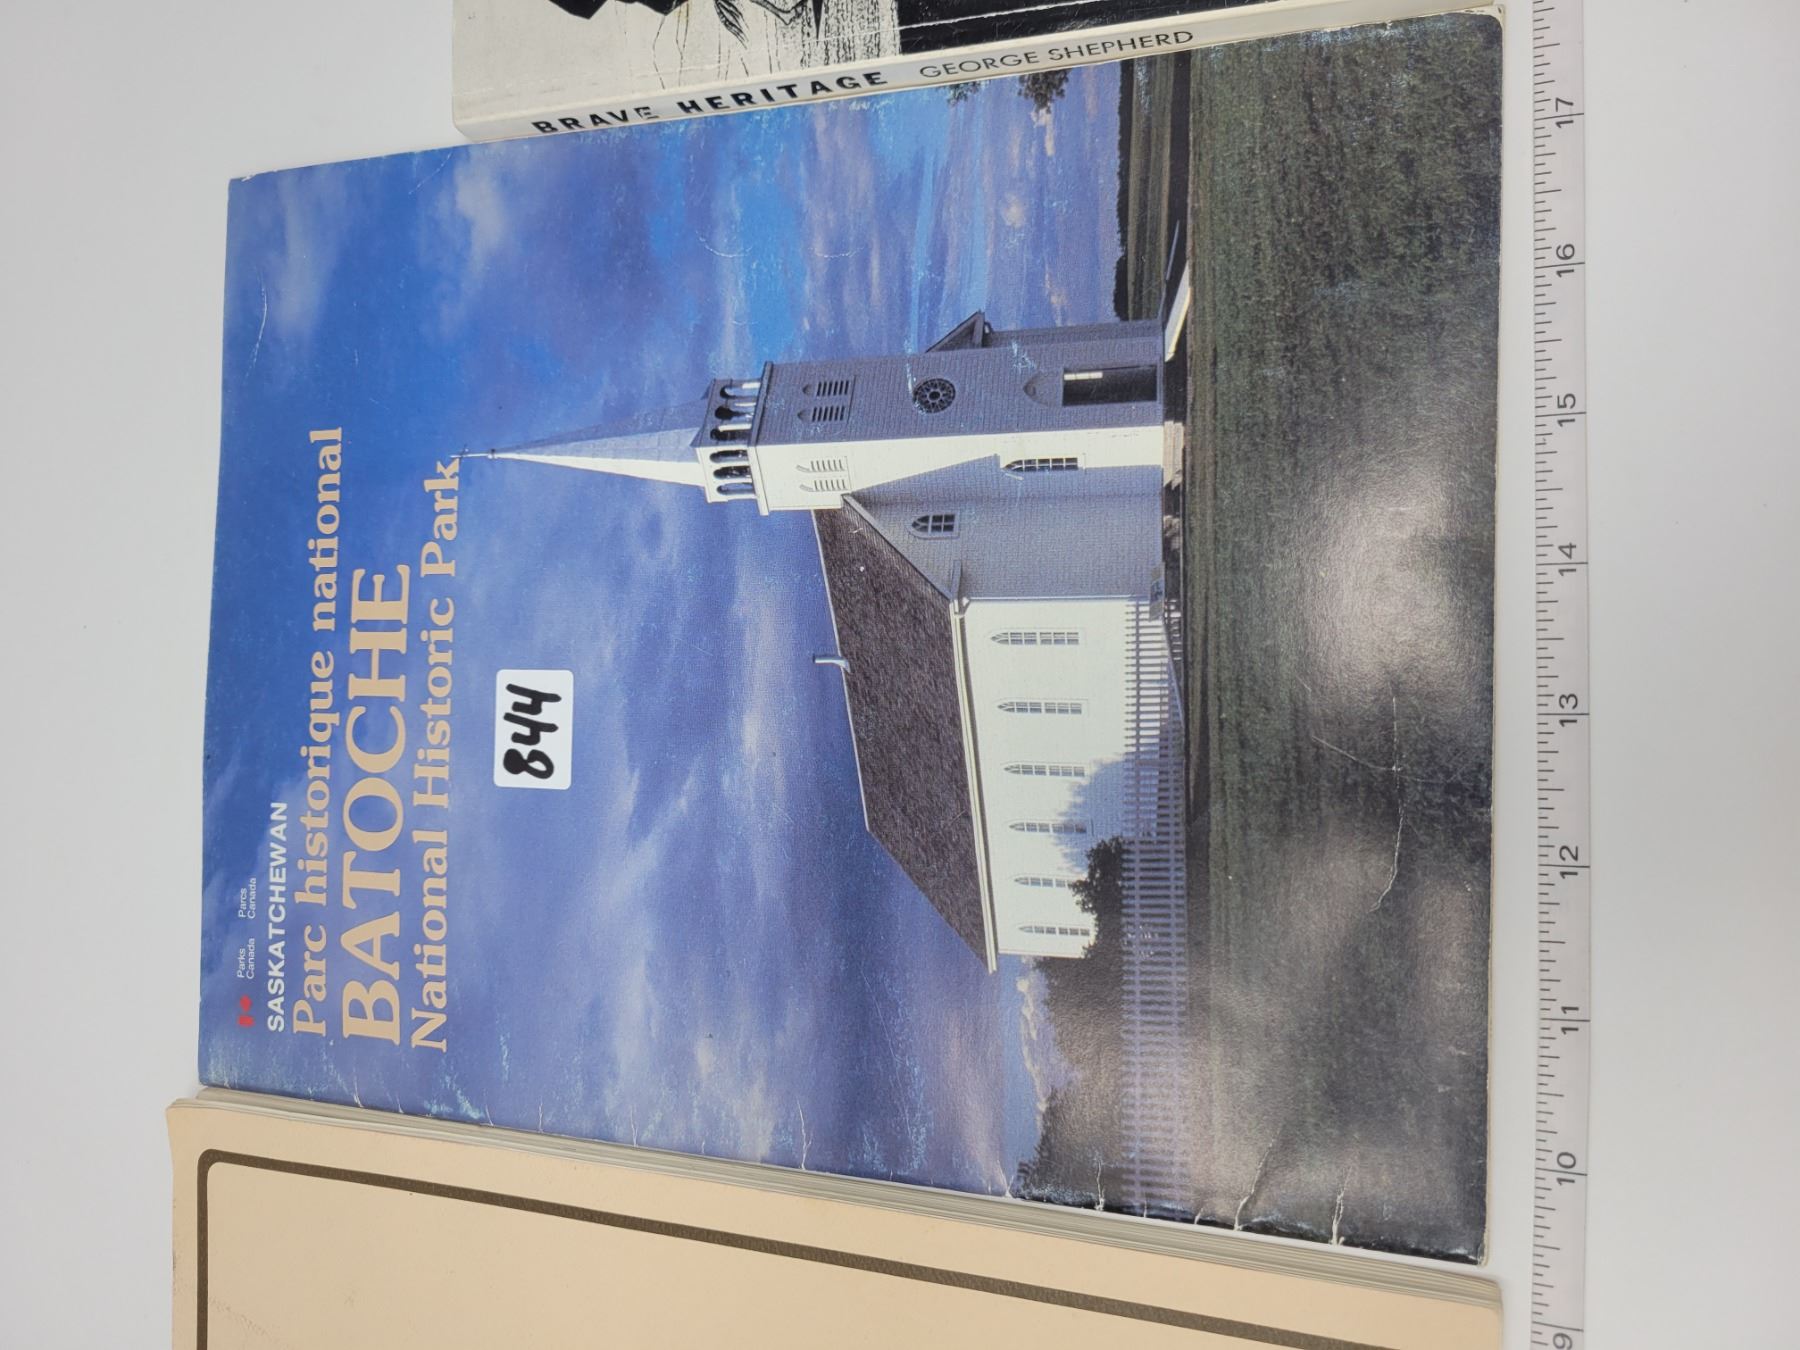 BRAVE HERITAGE GEORGE SHEPHERD
Parks Canada
Parcs Canada
SASKATCHEWAN
Parc historique national
BATOCHE
National Historic Park
844
9 10 11 12 13 14 15 16 17